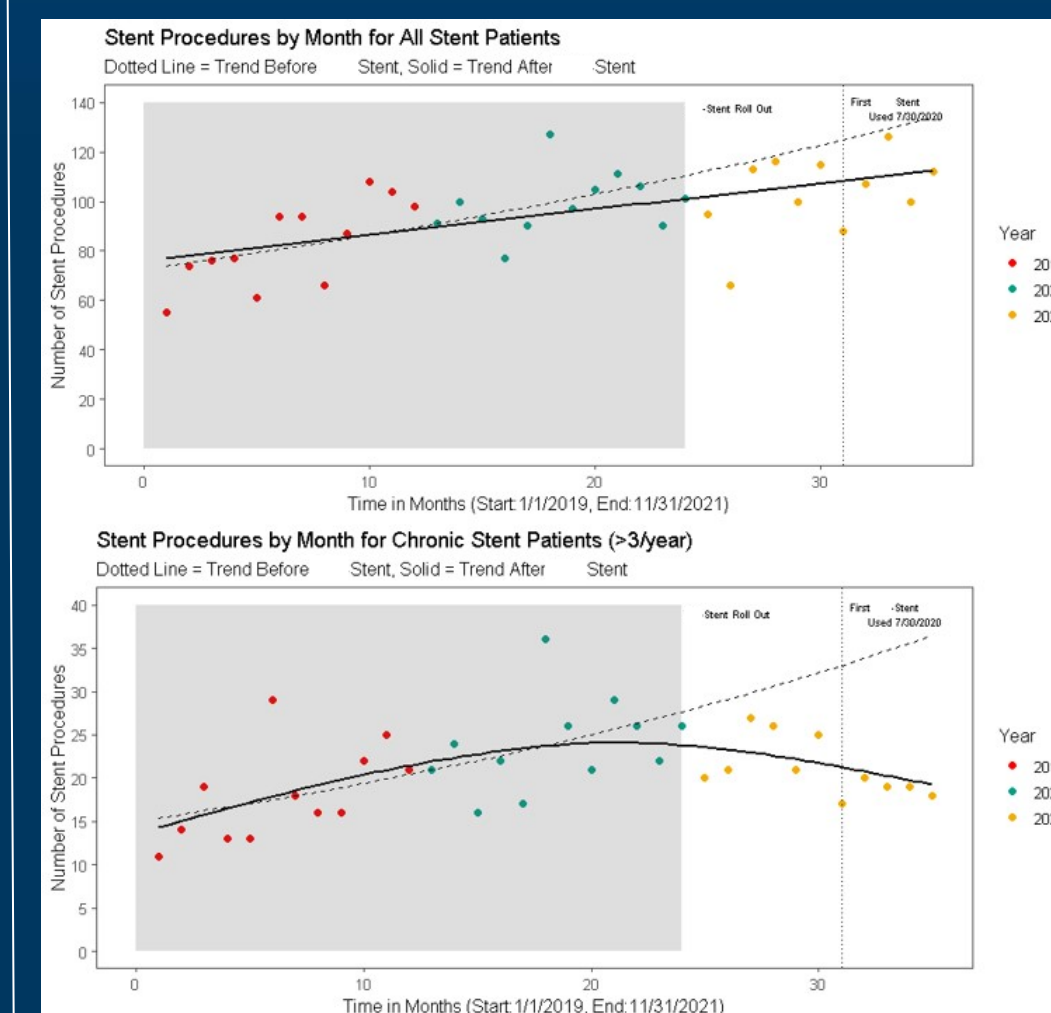 Stent Procedures by Month for All Stent Patients
Dotted Line = Trend Before Stent, Solid = Trend After -Stent
140
120
100
80
60
40
20
0
Number of Stent Procedures
-Stent Roll Out
First Stent
Used 7/30/2020
0 10 20 30
Time in Months (Start:1/1/2019, End:11/31/2021)
Year
Stent Procedures by Month for Chronic Stent Patients (>3/year)
Dotted Line = Trend Before Stent, Solid = Trend After Stent
40
35
30
25
20
15
10
5
0
Number of Stent Procedures
-Stent Roll Out
First -Stent
Used 7/30/2020
0 10 20 30
Time in Months (Start:1/1/2019, End:11/31/2021)
Year